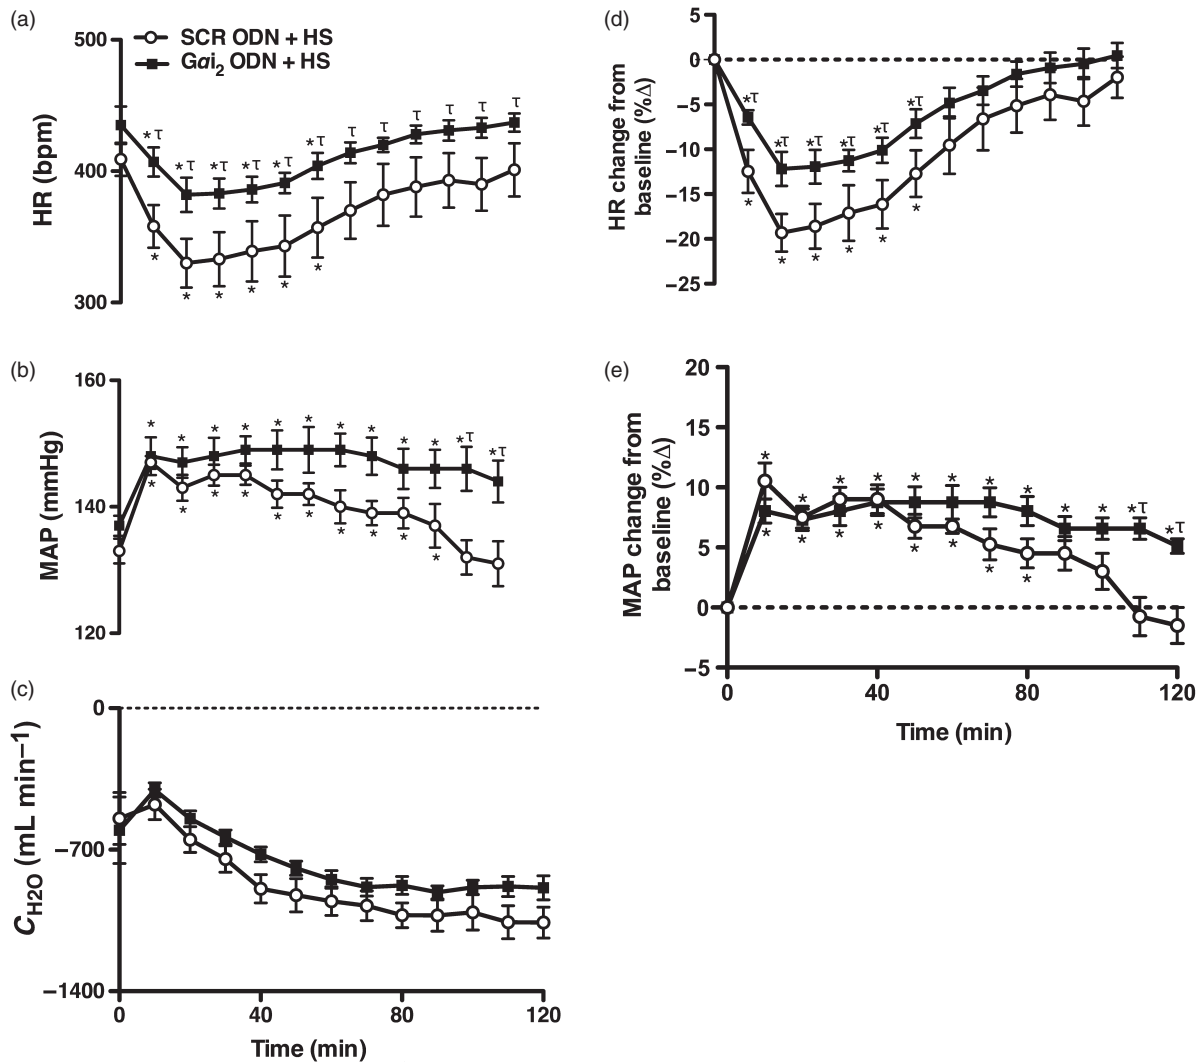 (a)
500
400
300
HR (bpm)
SCR ODN + HS
Gαi2 ODN + HS
*τ
*τ
*τ
*τ
*τ
*τ
τ
τ
τ
τ
τ
τ
*
*
*
*
*
*
(d)
5
0
−5
−10
−15
−20
−25
HR change from
baseline (%Δ)
*τ
*τ
*τ
*τ
*τ
*τ
*
*
*
*
*
*
(b)
160
140
120
MAP (mmHg)
*
*
*
*
*
*
*
*
*
*
*τ
*τ
*
*
*
*
*
*
*
*
*
*
(e)
20
15
10
5
0
−5
MAP change from
baseline (%Δ)
*
*
*
*
*
*
*
*
*
*
*τ
*τ
*
*
*
*
*
*
*
*
0
40
80
120
Time (min)
(c)
0
−700
−1400
CH2O (mL min−1)
0
40
80
120
Time (min)